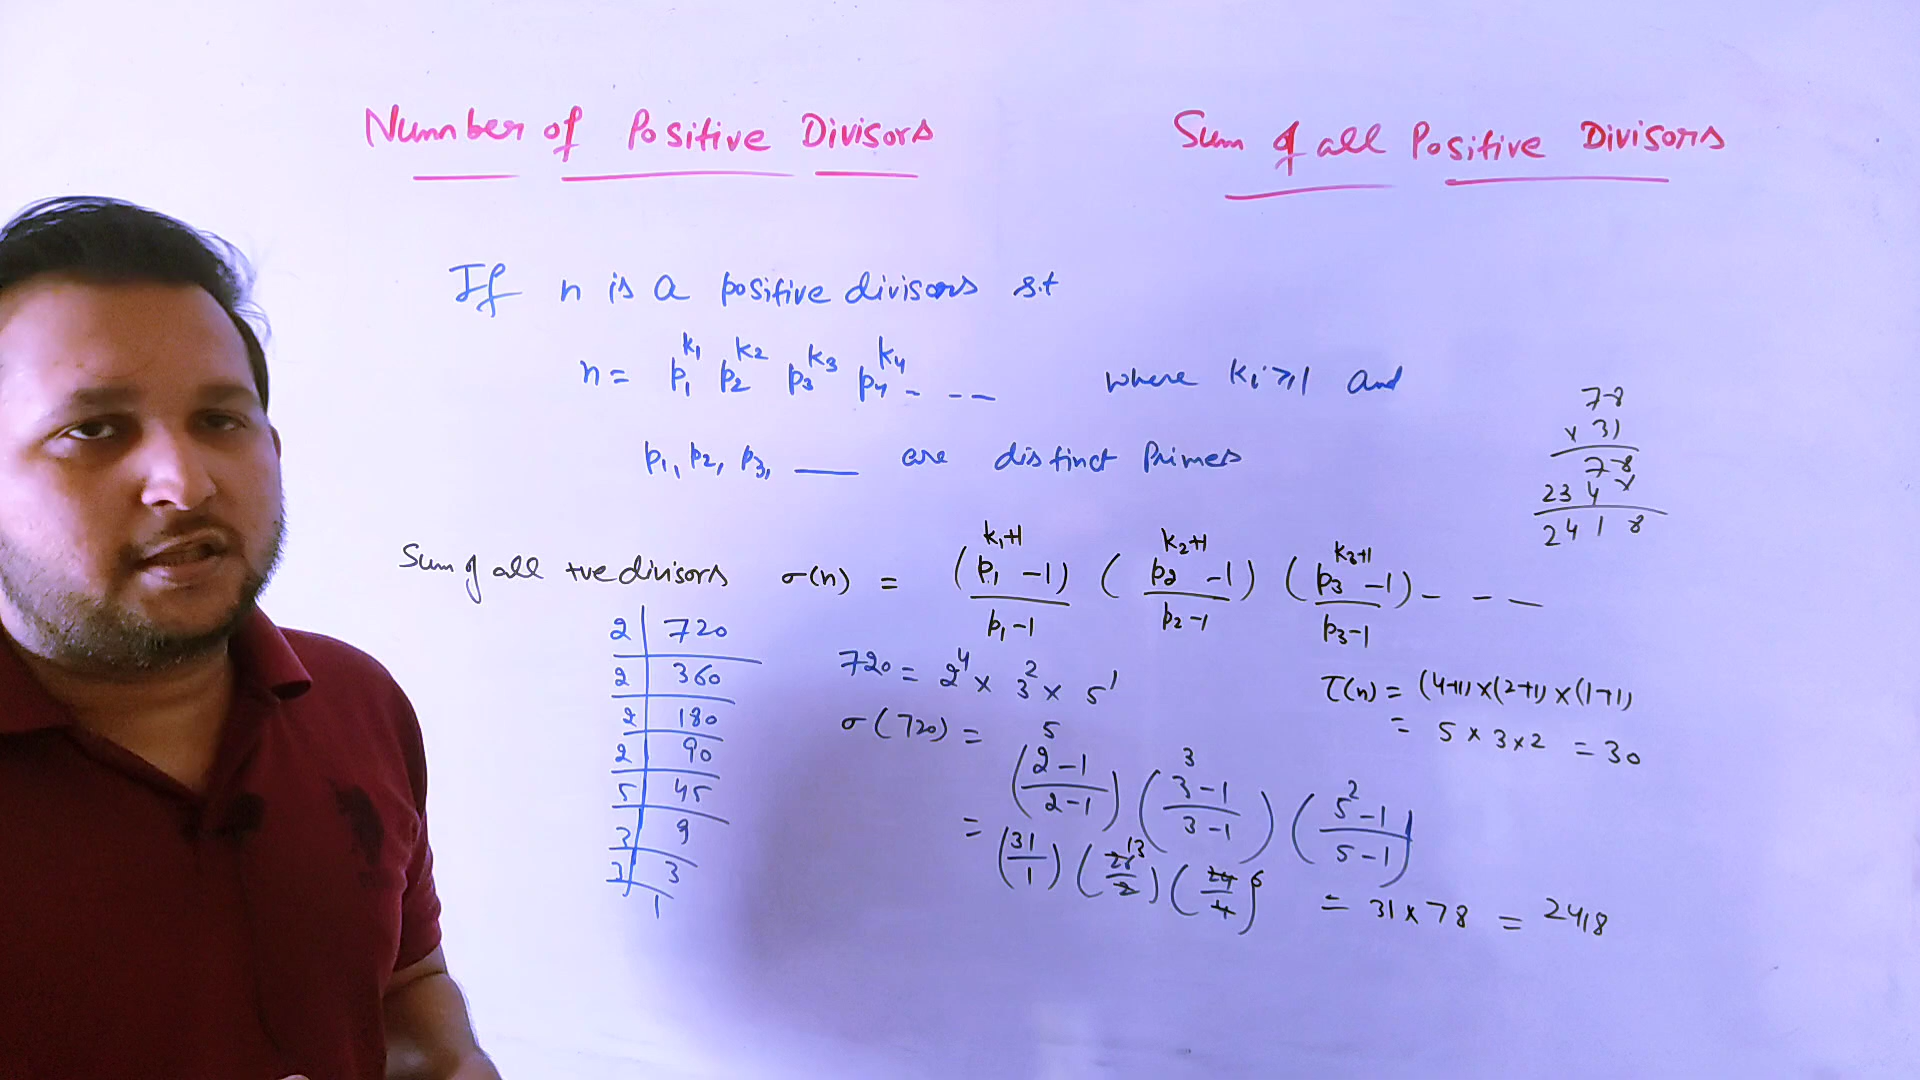 Number of Positive Divisors
Sum of all Positive Divisors
If n is a positive divisors s.t
n = p₁^k₁ p₂^k₂ p₃^k₃ p₄^k₄ - - - where kᵢ ≥ 1 and
p₁, p₂, p₃, — are distinct Primes
78
x 31
78
234x
2418
Sum of all +ve divisors σ(n) = (p₁^(k₁+1) -1)/(p₁-1) (p₂^(k₂+1) -1)/(p₂-1) (p₃^(k₃+1) -1)/(p₃-1) - - -
2 | 720
2 | 360
2 | 180
2 | 90
5 | 45
3 | 9
3 | 3
1
720 = 2^4 x 3^2 x 5^1
τ(n) = (4+1) x (2+1) x (1+1)
= 5 x 3 x 2 = 30
σ(720) = ((2^5-1)/(2-1)) ((3^3-1)/(3-1)) ((5^2-1)/(5-1))
= (31/1) (26/2) 13 (24/4) 6 = 31 x 78 = 2418